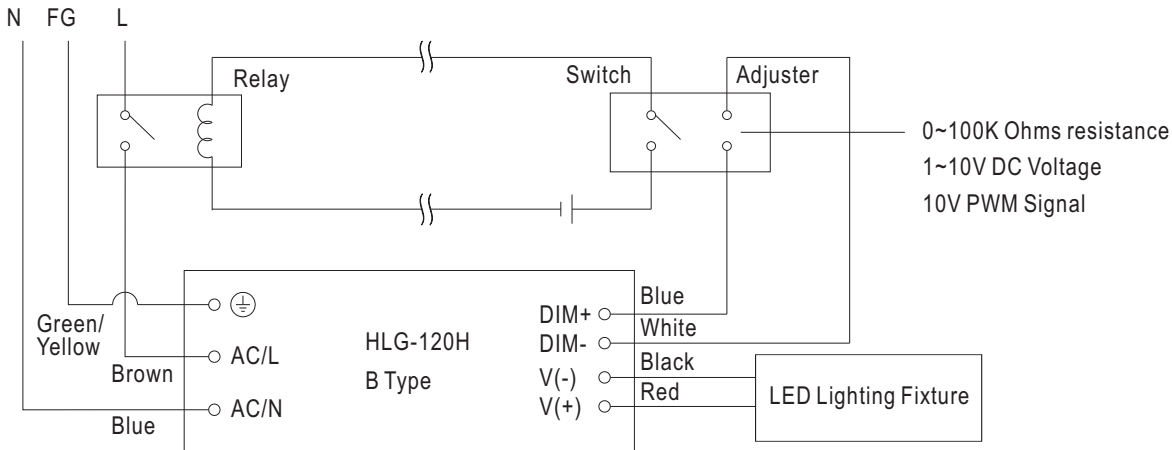 N FG L
Relay
Switch
Adjuster
0~100K Ohms resistance
1~10V DC Voltage
10V PWM Signal
Green/
Yellow
AC/L
Brown
AC/N
Blue
HLG-120H
B Type
DIM+
Blue
DIM-
White
V(-)
Black
V(+)
Red
LED Lighting Fixture